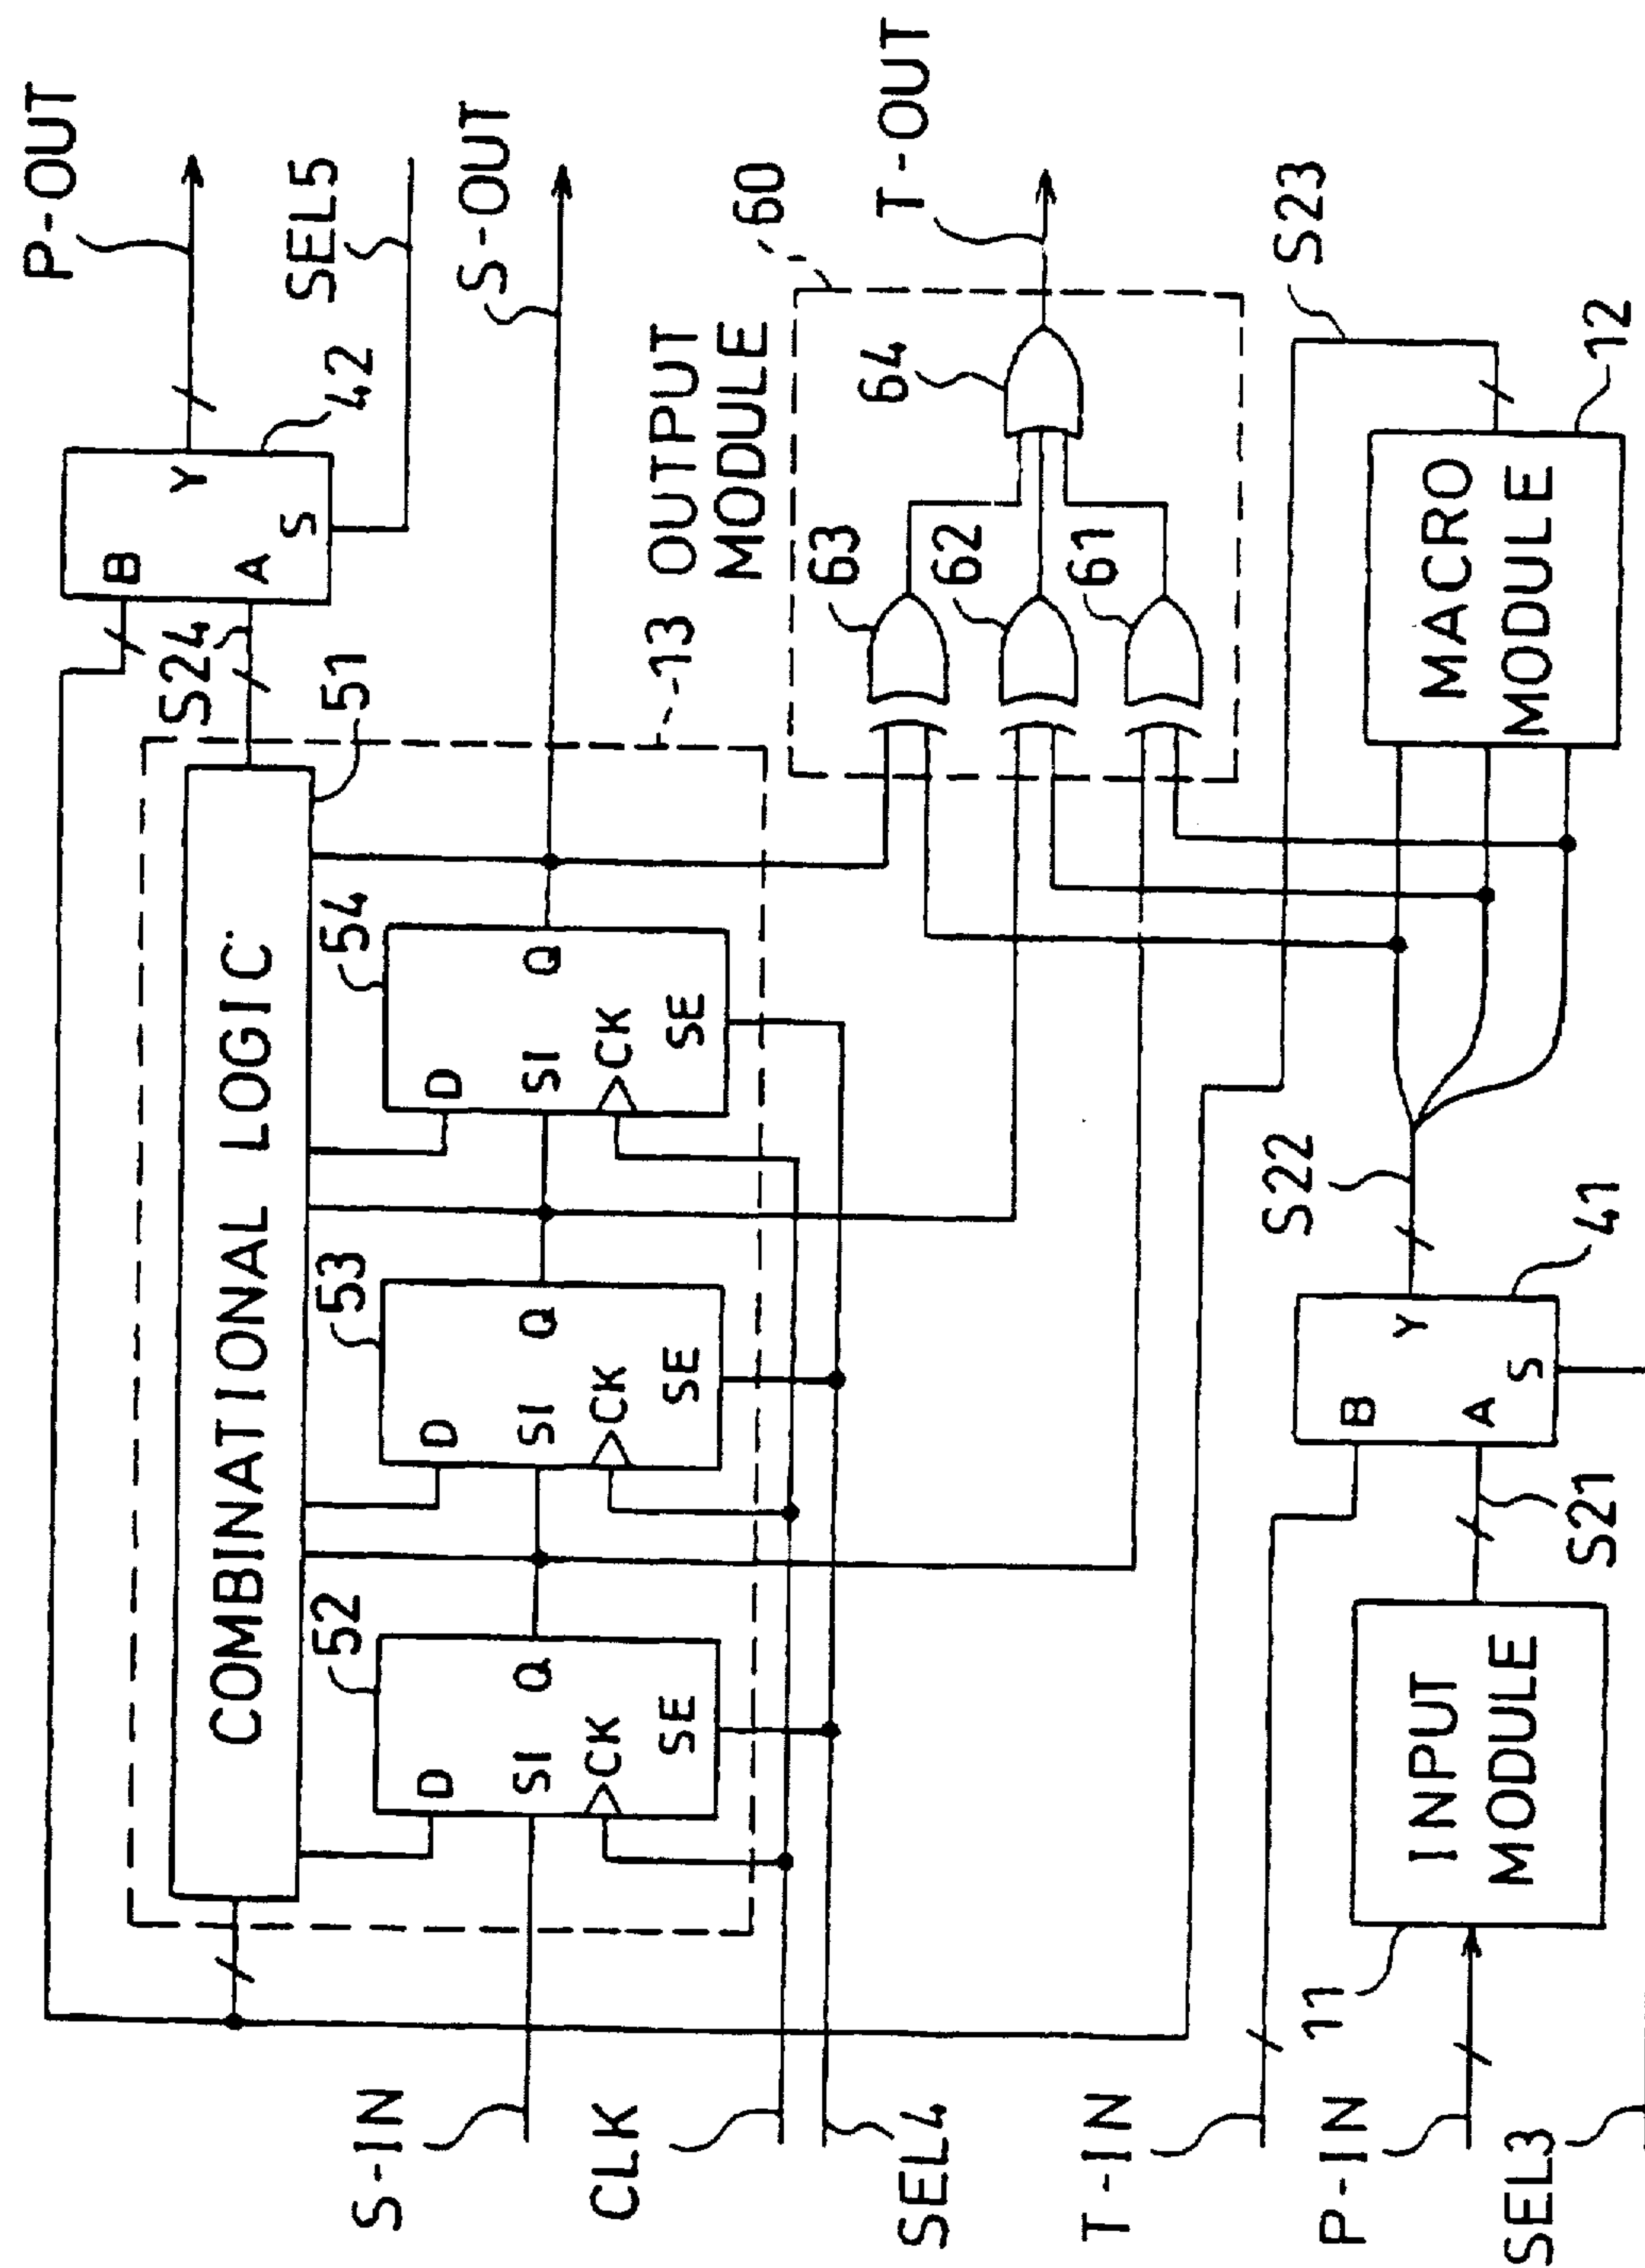 P-OUT
SEL5
S-OUT
T-OUT
B
Y
A
S
42
S24
COMBINATIONAL LOGIC
51
13
OUTPUT
MODULE
52
D
SI
Q
CK
SE
53
D
SI
Q
CK
SE
54
D
SI
Q
CK
SE
60
63
62
61
64
S-IN
CLK
SEL4
T-IN
P-IN
SEL3
11
INPUT
MODULE
S21
B
Y
A
S
41
S22
MACRO
MODULE
12
S23